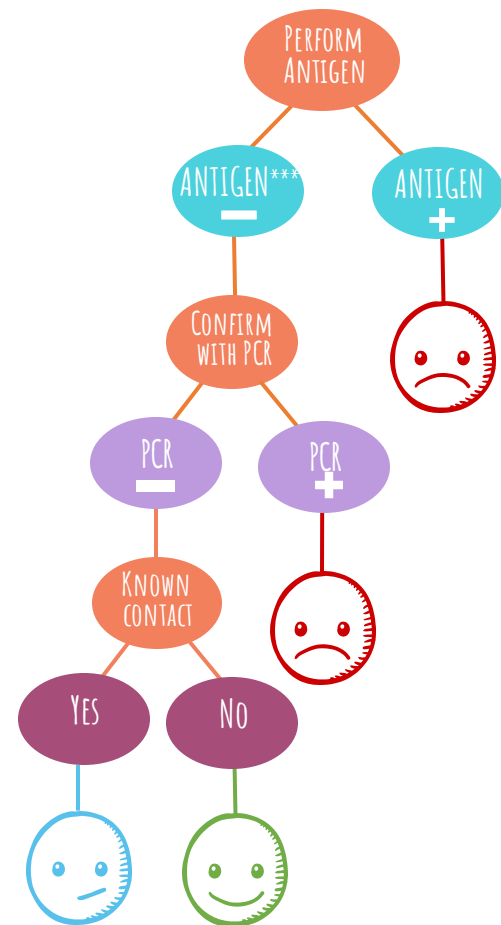 Perform
Antigen
ANTIGEN***
ANTIGEN
+
Confirm
with PCR
PCR
PCR
+
Known
contact
Yes
No